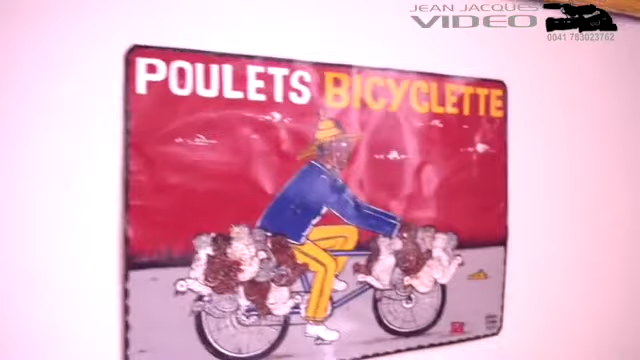 JEAN JACQUES
VIDEO
0041 783023762
POULETS BICYCLETTE